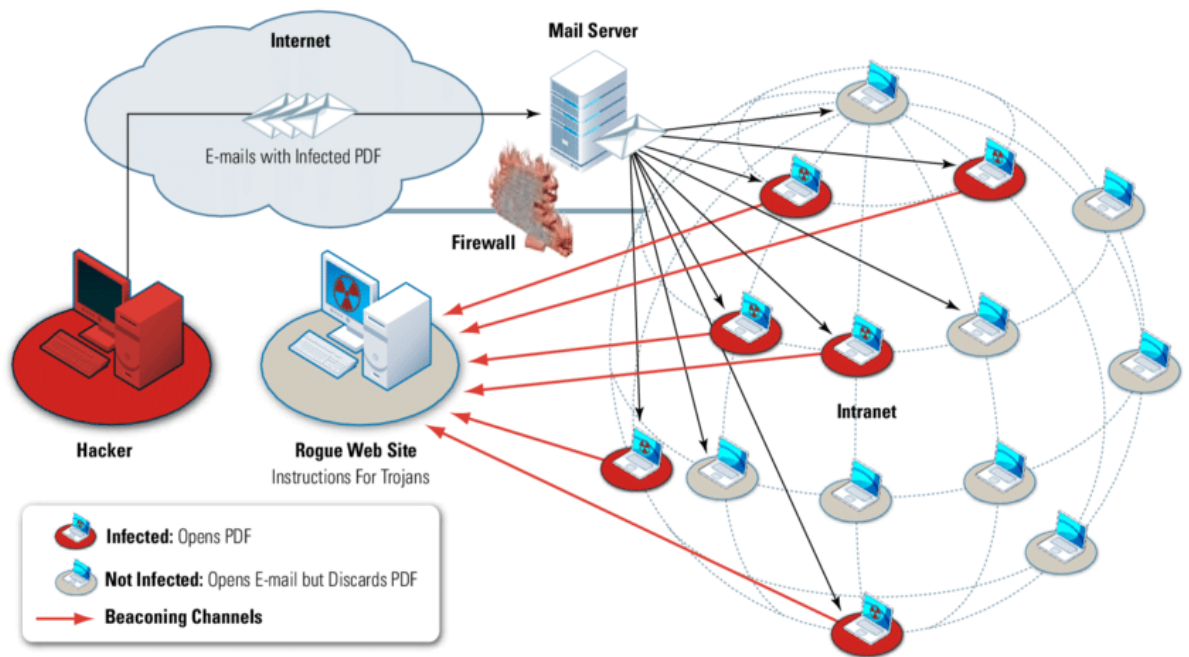 Internet
Mail Server
E-mails with Infected PDF
Firewall
Hacker
Rogue Web Site
Instructions For Trojans
Intranet
Infected: Opens PDF
Not Infected: Opens E-mail but Discards PDF
Beaconing Channels